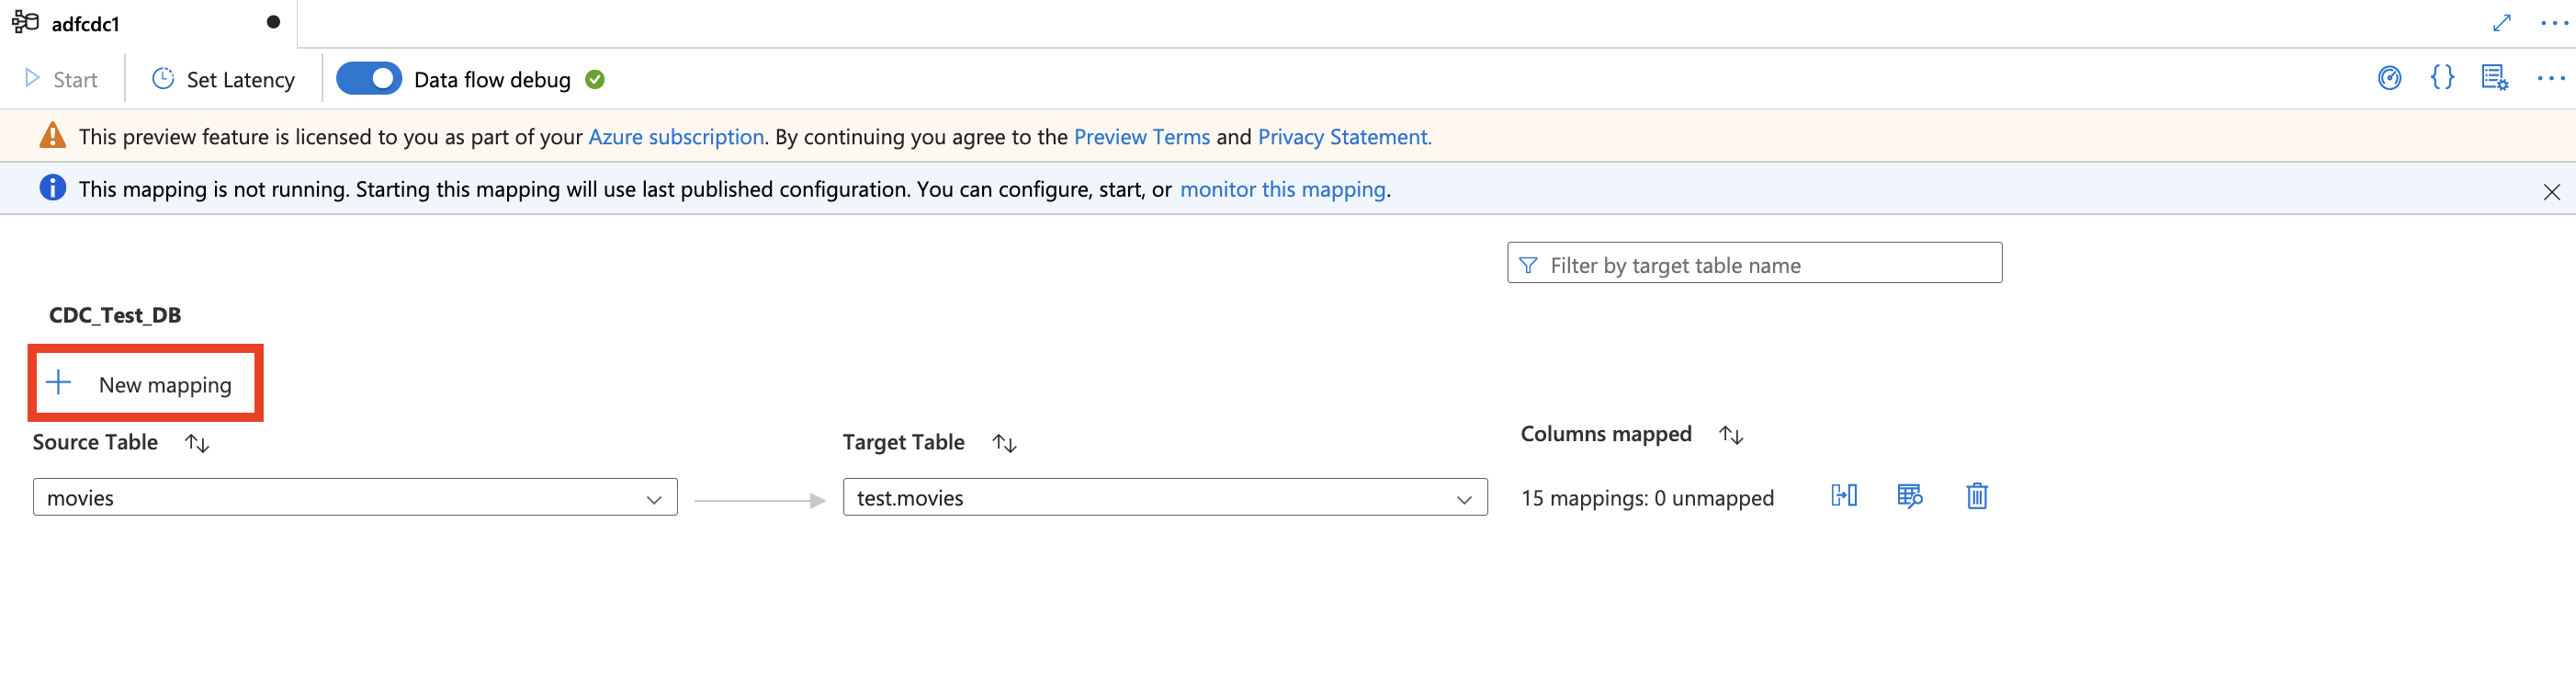 adfcdc1
Start Set Latency Data flow debug
This preview feature is licensed to you as part of your Azure subscription. By continuing you agree to the Preview Terms and Privacy Statement.
This mapping is not running. Starting this mapping will use last published configuration. You can configure, start, or monitor this mapping.
Filter by target table name
CDC_Test_DB
New mapping
Source Table Target Table Columns mapped
movies test.movies 15 mappings: 0 unmapped